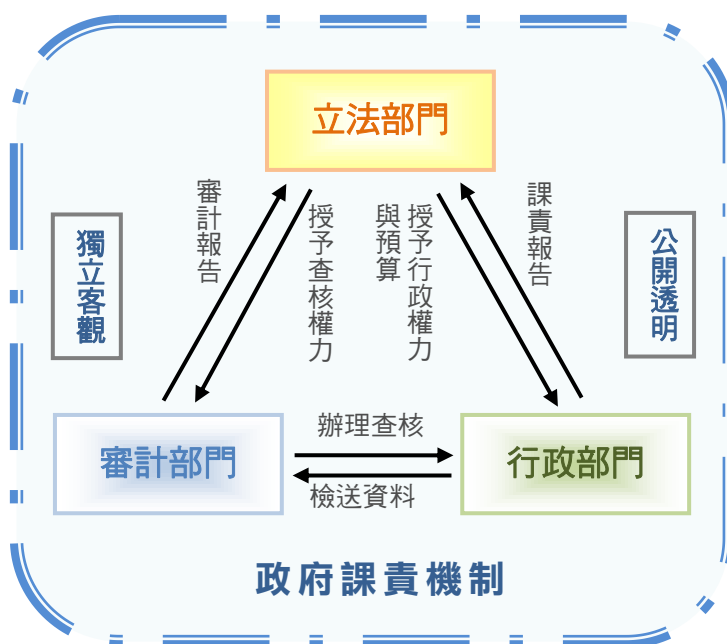 立法部門
審計報告
授予查核權力
授予行政權力
與預算
課責報告
獨立客觀
公開透明
審計部門
辦理查核
檢送資料
行政部門
政府課責機制